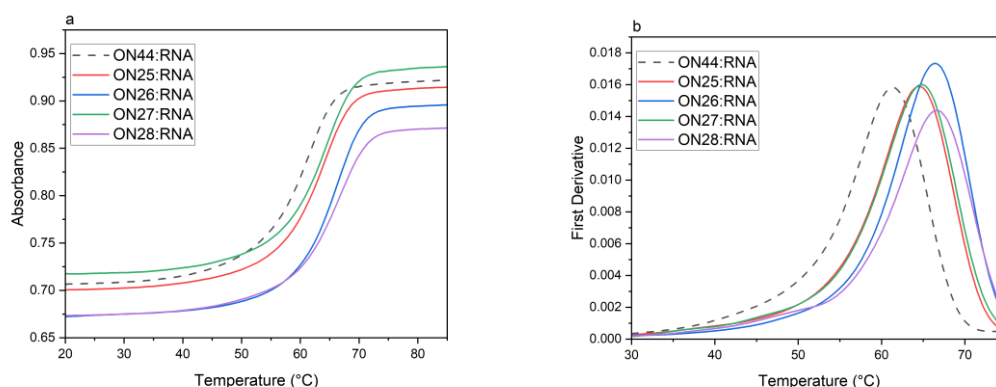 a
0.95
0.90
0.85
0.80
0.75
0.70
0.65
Absorbance
ON44:RNA
ON25:RNA
ON26:RNA
ON27:RNA
ON28:RNA
20 30 40 50 60 70 80
Temperature (°C)
b
0.018
0.016
0.014
0.012
0.010
0.008
0.006
0.004
0.002
0.000
First Derivative
ON44:RNA
ON25:RNA
ON26:RNA
ON27:RNA
ON28:RNA
30 40 50 60 70
Temperature (°C)